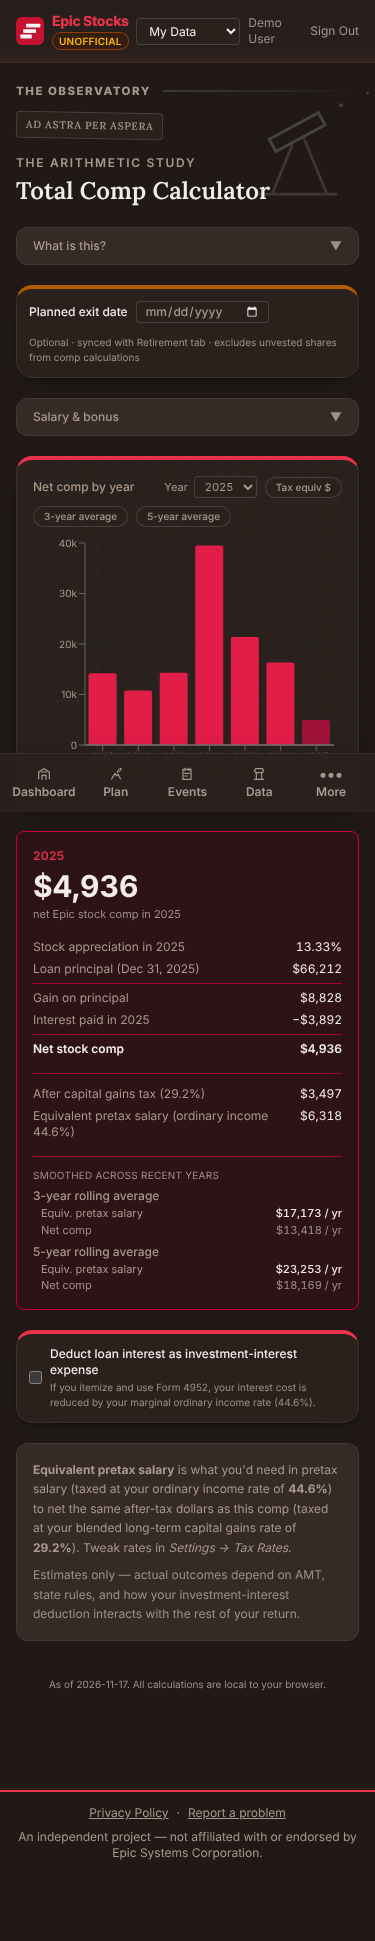 Epic Stocks
UNOFFICIAL
My Data
Demo User
Sign Out
THE OBSERVATORY
AD ASTRA PER ASPERA
THE ARITHMETIC STUDY
Total Comp Calculator
What is this?
Planned exit date mm/dd/yyyy
Optional · synced with Retirement tab · excludes unvested shares
from comp calculations
Salary & bonus
Net comp by year Year 2025 Tax equiv $
3-year average 5-year average
40k
30k
20k
10k
0
Dashboard Plan Events Data More
2025
$4,936
net Epic stock comp in 2025
Stock appreciation in 2025 13.33%
Loan principal (Dec 31, 2025) $66,212
Gain on principal $8,828
Interest paid in 2025 −$3,892
Net stock comp $4,936
After capital gains tax (29.2%) $3,497
Equivalent pretax salary (ordinary income $6,318
44.6%)
SMOOTHED ACROSS RECENT YEARS
3-year rolling average
Equiv. pretax salary $17,173 / yr
Net comp $13,418 / yr
5-year rolling average
Equiv. pretax salary $23,253 / yr
Net comp $18,169 / yr
Deduct loan interest as investment-interest
expense
If you itemize and use Form 4952, your interest cost is
reduced by your marginal ordinary income rate (44.6%).
Equivalent pretax salary is what you'd need in pretax
salary (taxed at your ordinary income rate of 44.6%)
to net the same after-tax dollars as this comp (taxed
at your blended long-term capital gains rate of
29.2%). Tweak rates in Settings → Tax Rates.
Estimates only — actual outcomes depend on AMT,
state rules, and how your investment-interest
deduction interacts with the rest of your return.
As of 2026-11-17. All calculations are local to your browser.
Privacy Policy · Report a problem
An independent project — not affiliated with or endorsed by
Epic Systems Corporation.